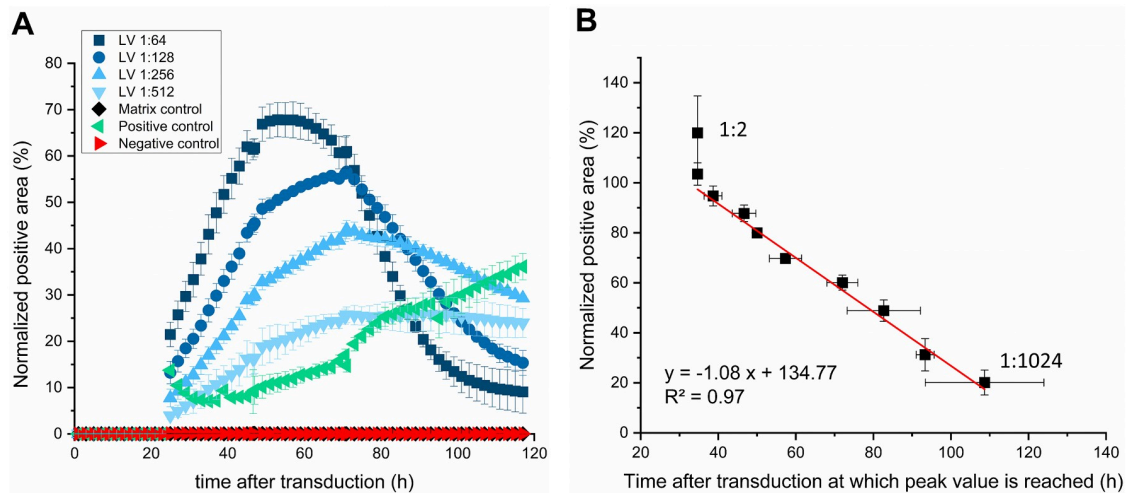 A
LV 1:64
LV 1:128
LV 1:256
LV 1:512
Matrix control
Positive control
Negative control
Normalized positive area (%)
80
70
60
50
40
30
20
10
0
0 20 40 60 80 100 120
time after transduction (h)
B
Normalized positive area (%)
140
120
100
80
60
40
20
0
1:2
1:1024
y = -1.08 x + 134.77
R² = 0.97
0 20 40 60 80 100 120 140
Time after transduction at which peak value is reached (h)